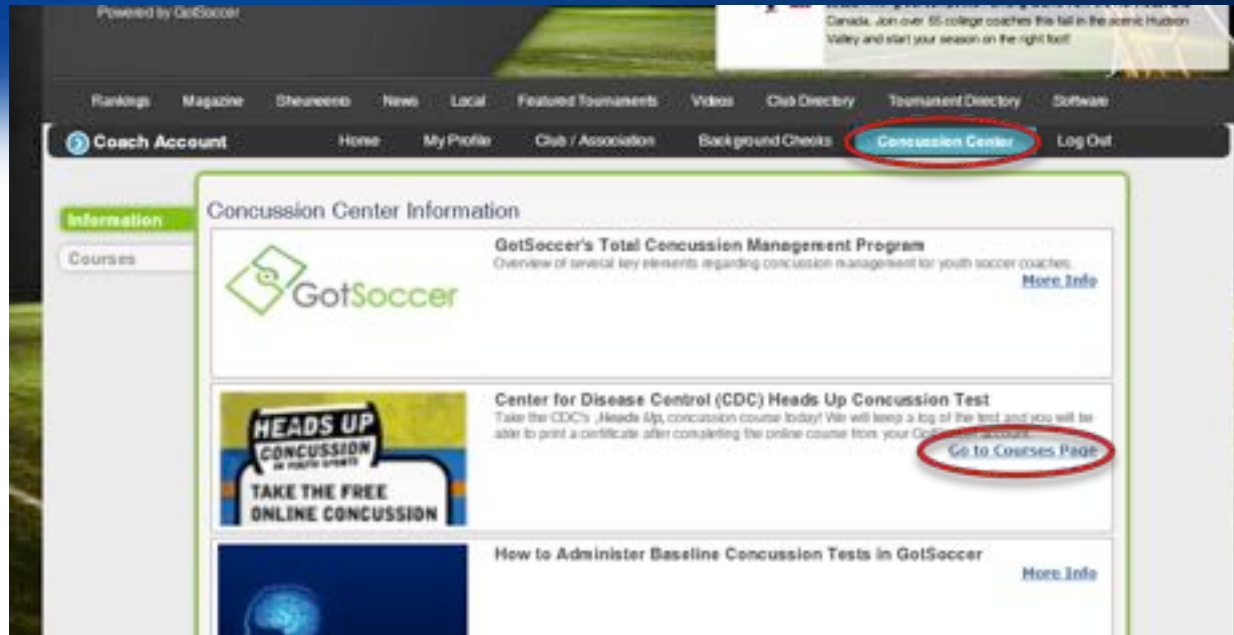 Powered by GotSoccer
Canada. Join over 65 college coaches this fall in the scenic Hudson
Valley and start your season on the right foot!
Rankings Magazine News Local Featured Tournaments Videos Club Directory Tournament Directory Software
Coach Account Home My Profile Club / Association Background Checks Concussion Center Log Out
Information
Courses
Concussion Center Information
GotSoccer
GotSoccer's Total Concussion Management Program
Overview of several key elements regarding concussion management for youth soccer coaches.
More Info
HEADS UP
CONCUSSION
IN YOUTH SPORTS
TAKE THE FREE
ONLINE CONCUSSION
Center for Disease Control (CDC) Heads Up Concussion Test
Take the CDC's „Heads Up, concussion course today! We will keep a log of the test and you will be
able to print a certificate after completing the online course from your account.
Go to Courses Page
How to Administer Baseline Concussion Tests in GotSoccer
More Info